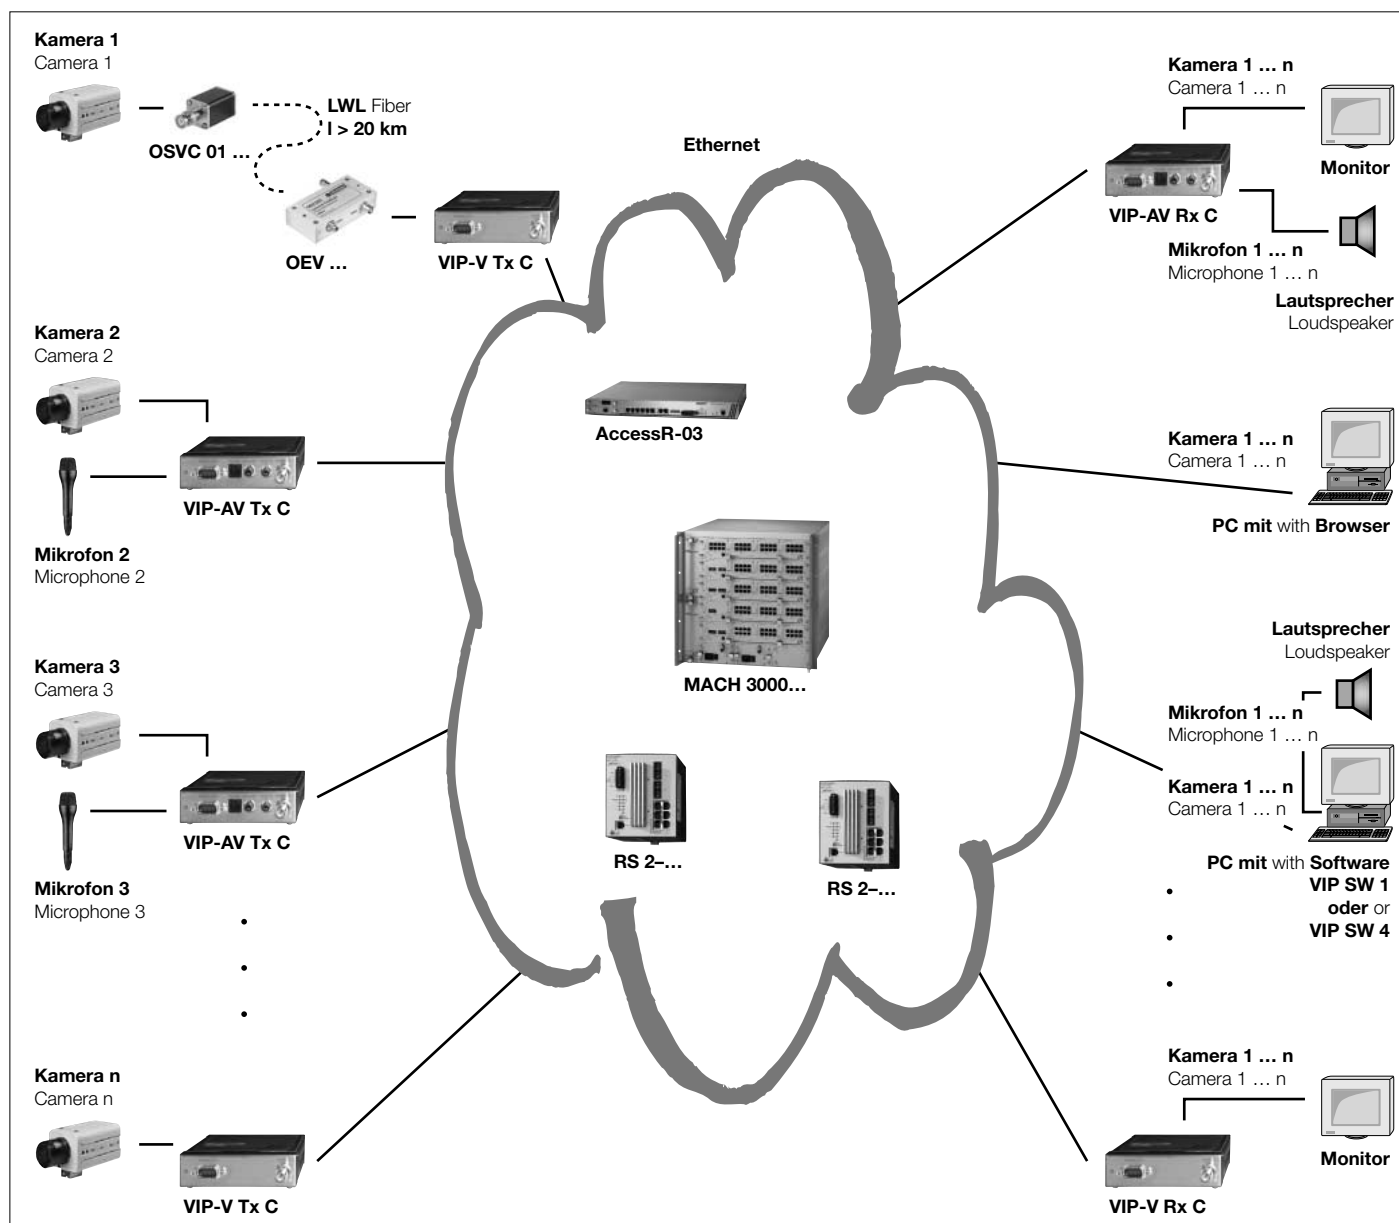 Kamera 1
Camera 1
LWL Fiber
l > 20 km
OSVC 01 ...
OEV ...
VIP-V Tx C
Ethernet
Kamera 1 ... n
Camera 1 ... n
Monitor
VIP-AV Rx C
Mikrofon 1 ... n
Microphone 1 ... n
Lautsprecher
Loudspeaker
Kamera 2
Camera 2
VIP-AV Tx C
Mikrofon 2
Microphone 2
AccessR-03
Kamera 1 ... n
Camera 1 ... n
PC mit with Browser
MACH 3000...
Kamera 3
Camera 3
VIP-AV Tx C
Mikrofon 3
Microphone 3
RS 2–...
RS 2–...
Lautsprecher
Loudspeaker
Mikrofon 1 ... n
Microphone 1 ... n
Kamera 1 ... n
Camera 1 ... n
PC mit with Software
VIP SW 1
oder or
VIP SW 4
Kamera n
Camera n
VIP-V Tx C
Kamera 1 ... n
Camera 1 ... n
Monitor
VIP-V Rx C